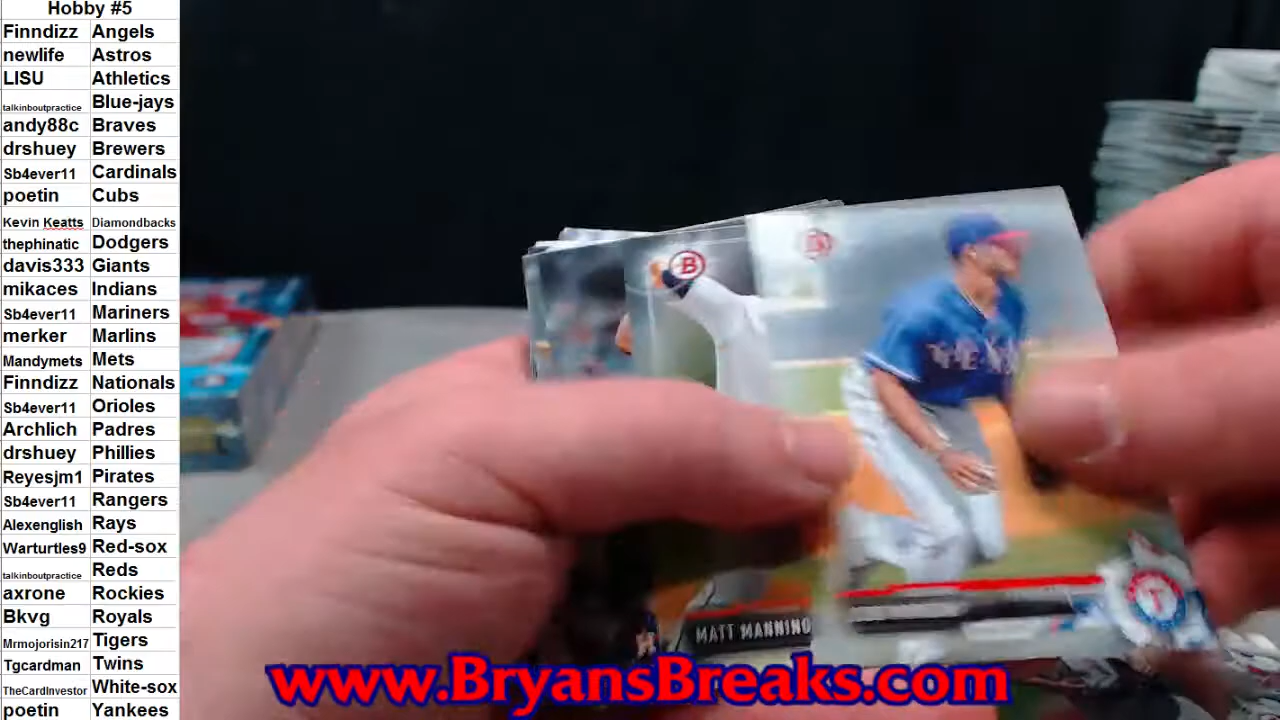 Hobby #5
Finndizz Angels
newlife Astros
LISU Athletics
talkinboutpractice Blue-jays
andy88c Braves
drshuey Brewers
Sb4ever11 Cardinals
poetin Cubs
Kevin Keatts Diamondbacks
thephinatic Dodgers
davis333 Giants
mikaces Indians
Sb4ever11 Mariners
merker Marlins
Mandymets Mets
Finndizz Nationals
Sb4ever11 Orioles
Archlich Padres
drshuey Phillies
Reyesjm1 Pirates
Sb4ever11 Rangers
Alexenglish Rays
Warturtles9 Red-sox
talkinboutpractice Reds
axrone Rockies
Bkvg Royals
Mrmojorisin217 Tigers
Tgcardman Twins
TheCardInvestor White-sox
poetin Yankees
B
B
T
MATT MANNING
www.BryansBreaks.com